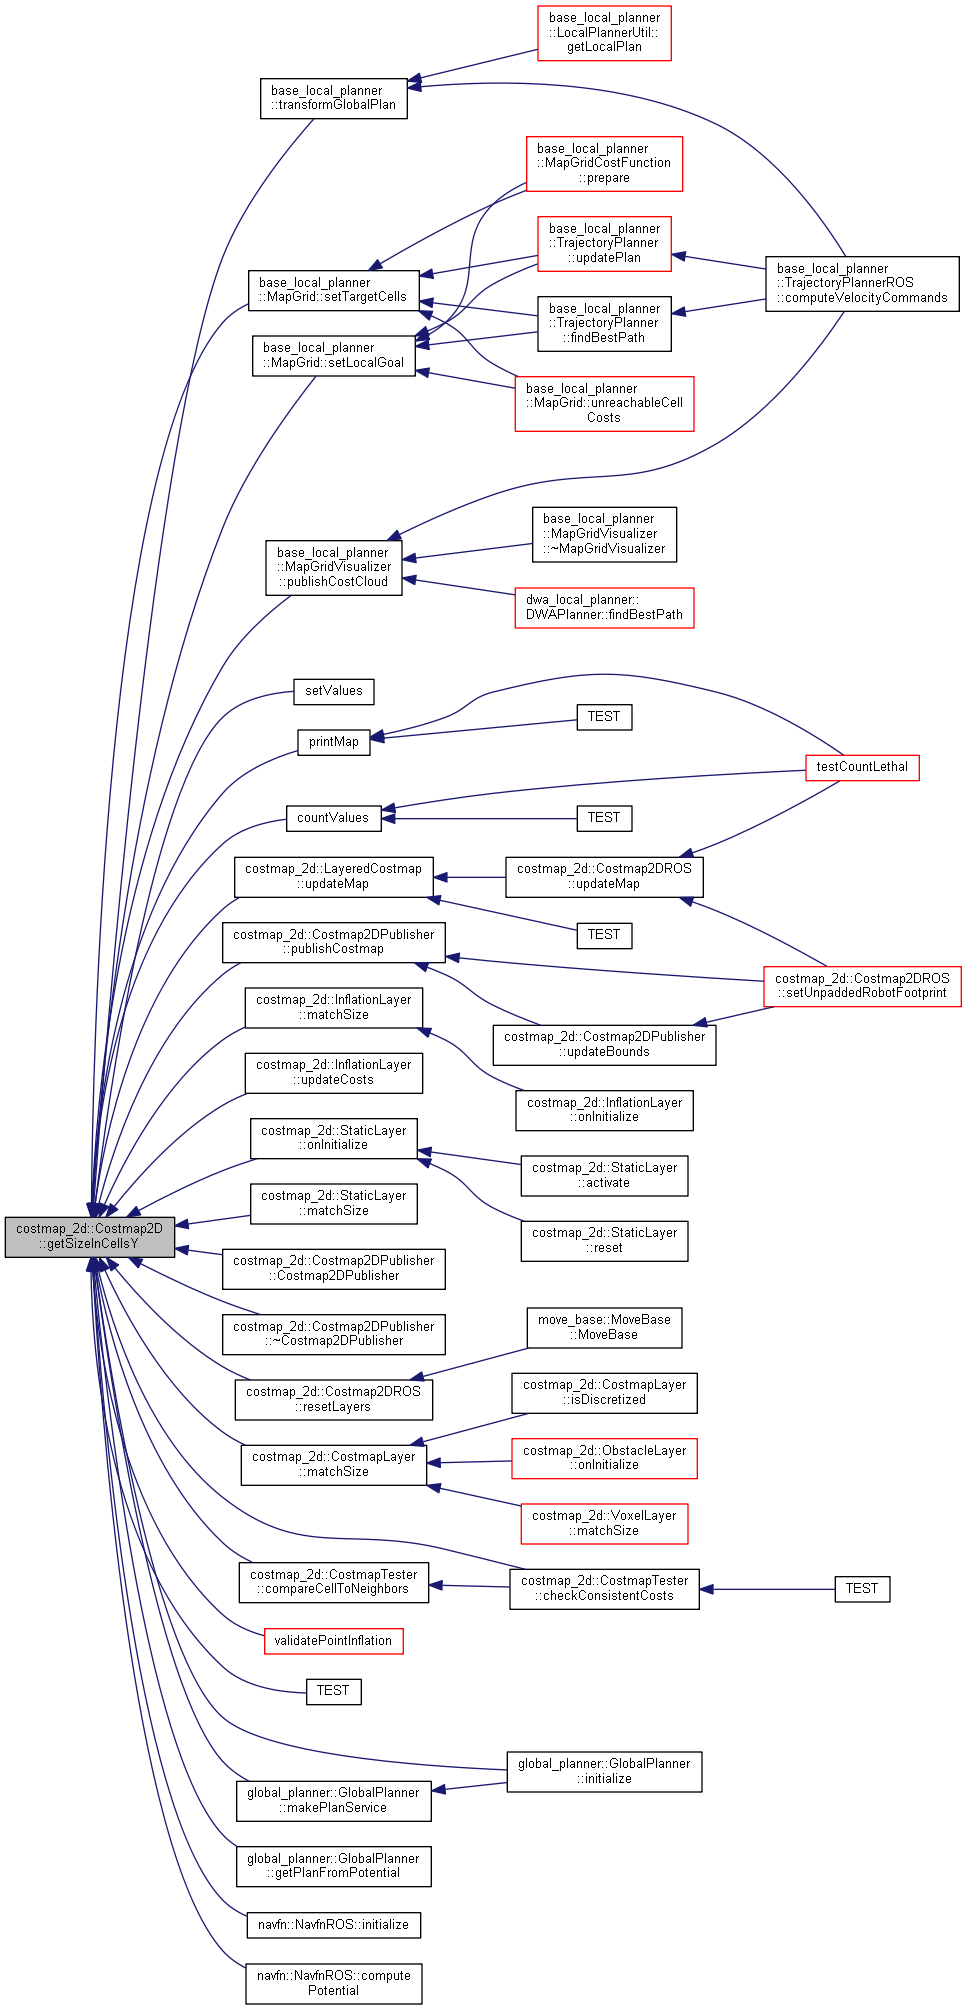 base_local_planner
::LocalPlannerUtil::
getLocalPlan
base_local_planner
::transformGlobalPlan
base_local_planner
::MapGridCostFunction
::prepare
base_local_planner
::TrajectoryPlanner
::updatePlan
base_local_planner
::MapGrid::setTargetCells
base_local_planner
::TrajectoryPlannerROS
::computeVelocityCommands
base_local_planner
::TrajectoryPlanner
::findBestPath
base_local_planner
::MapGrid::setLocalGoal
base_local_planner
::MapGrid::unreachableCell
Costs
base_local_planner
::MapGridVisualizer
::~MapGridVisualizer
base_local_planner
::MapGridVisualizer
::publishCostCloud
dwa_local_planner::
DWAPlanner::findBestPath
setValues
TEST
printMap
testCountLethal
countValues
TEST
costmap_2d::LayeredCostmap
::updateMap
costmap_2d::Costmap2DROS
::updateMap
TEST
costmap_2d::Costmap2DPublisher
::publishCostmap
costmap_2d::Costmap2DROS
::setUnpaddedRobotFootprint
costmap_2d::InflationLayer
::matchSize
costmap_2d::Costmap2DPublisher
::updateBounds
costmap_2d::InflationLayer
::updateCosts
costmap_2d::InflationLayer
::onInitialize
costmap_2d::StaticLayer
::onInitialize
costmap_2d::StaticLayer
::activate
costmap_2d::StaticLayer
::matchSize
costmap_2d::Costmap2D
::getSizeInCellsY
costmap_2d::StaticLayer
::reset
costmap_2d::Costmap2DPublisher
::Costmap2DPublisher
costmap_2d::Costmap2DPublisher
::~Costmap2DPublisher
move_base::MoveBase
::MoveBase
costmap_2d::Costmap2DROS
::resetLayers
costmap_2d::CostmapLayer
::isDiscretized
costmap_2d::CostmapLayer
::matchSize
costmap_2d::ObstacleLayer
::onInitialize
costmap_2d::VoxelLayer
::matchSize
costmap_2d::CostmapTester
::compareCellToNeighbors
costmap_2d::CostmapTester
::checkConsistentCosts
TEST
validatePointInflation
TEST
global_planner::GlobalPlanner
::initialize
global_planner::GlobalPlanner
::makePlanService
global_planner::GlobalPlanner
::getPlanFromPotential
navfn::NavfnROS::initialize
navfn::NavfnROS::compute
Potential